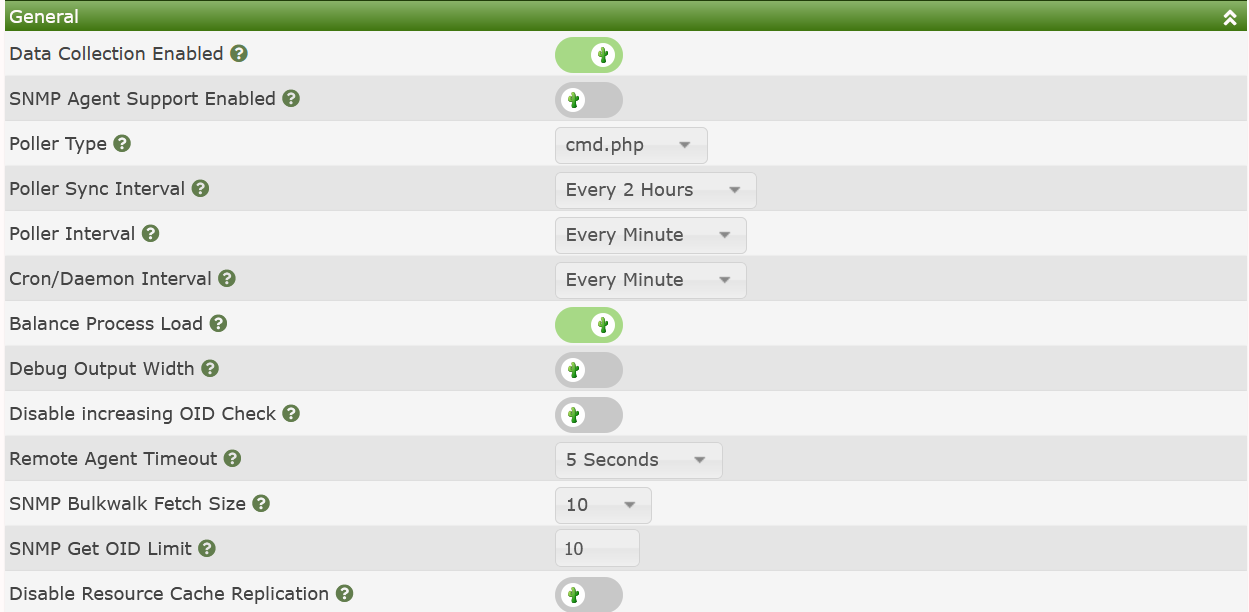 General
Data Collection Enabled ?
SNMP Agent Support Enabled ?
Poller Type ? cmd.php
Poller Sync Interval ? Every 2 Hours
Poller Interval ? Every Minute
Cron/Daemon Interval ? Every Minute
Balance Process Load ?
Debug Output Width ?
Disable increasing OID Check ?
Remote Agent Timeout ? 5 Seconds
SNMP Bulkwalk Fetch Size ? 10
SNMP Get OID Limit ? 10
Disable Resource Cache Replication ?